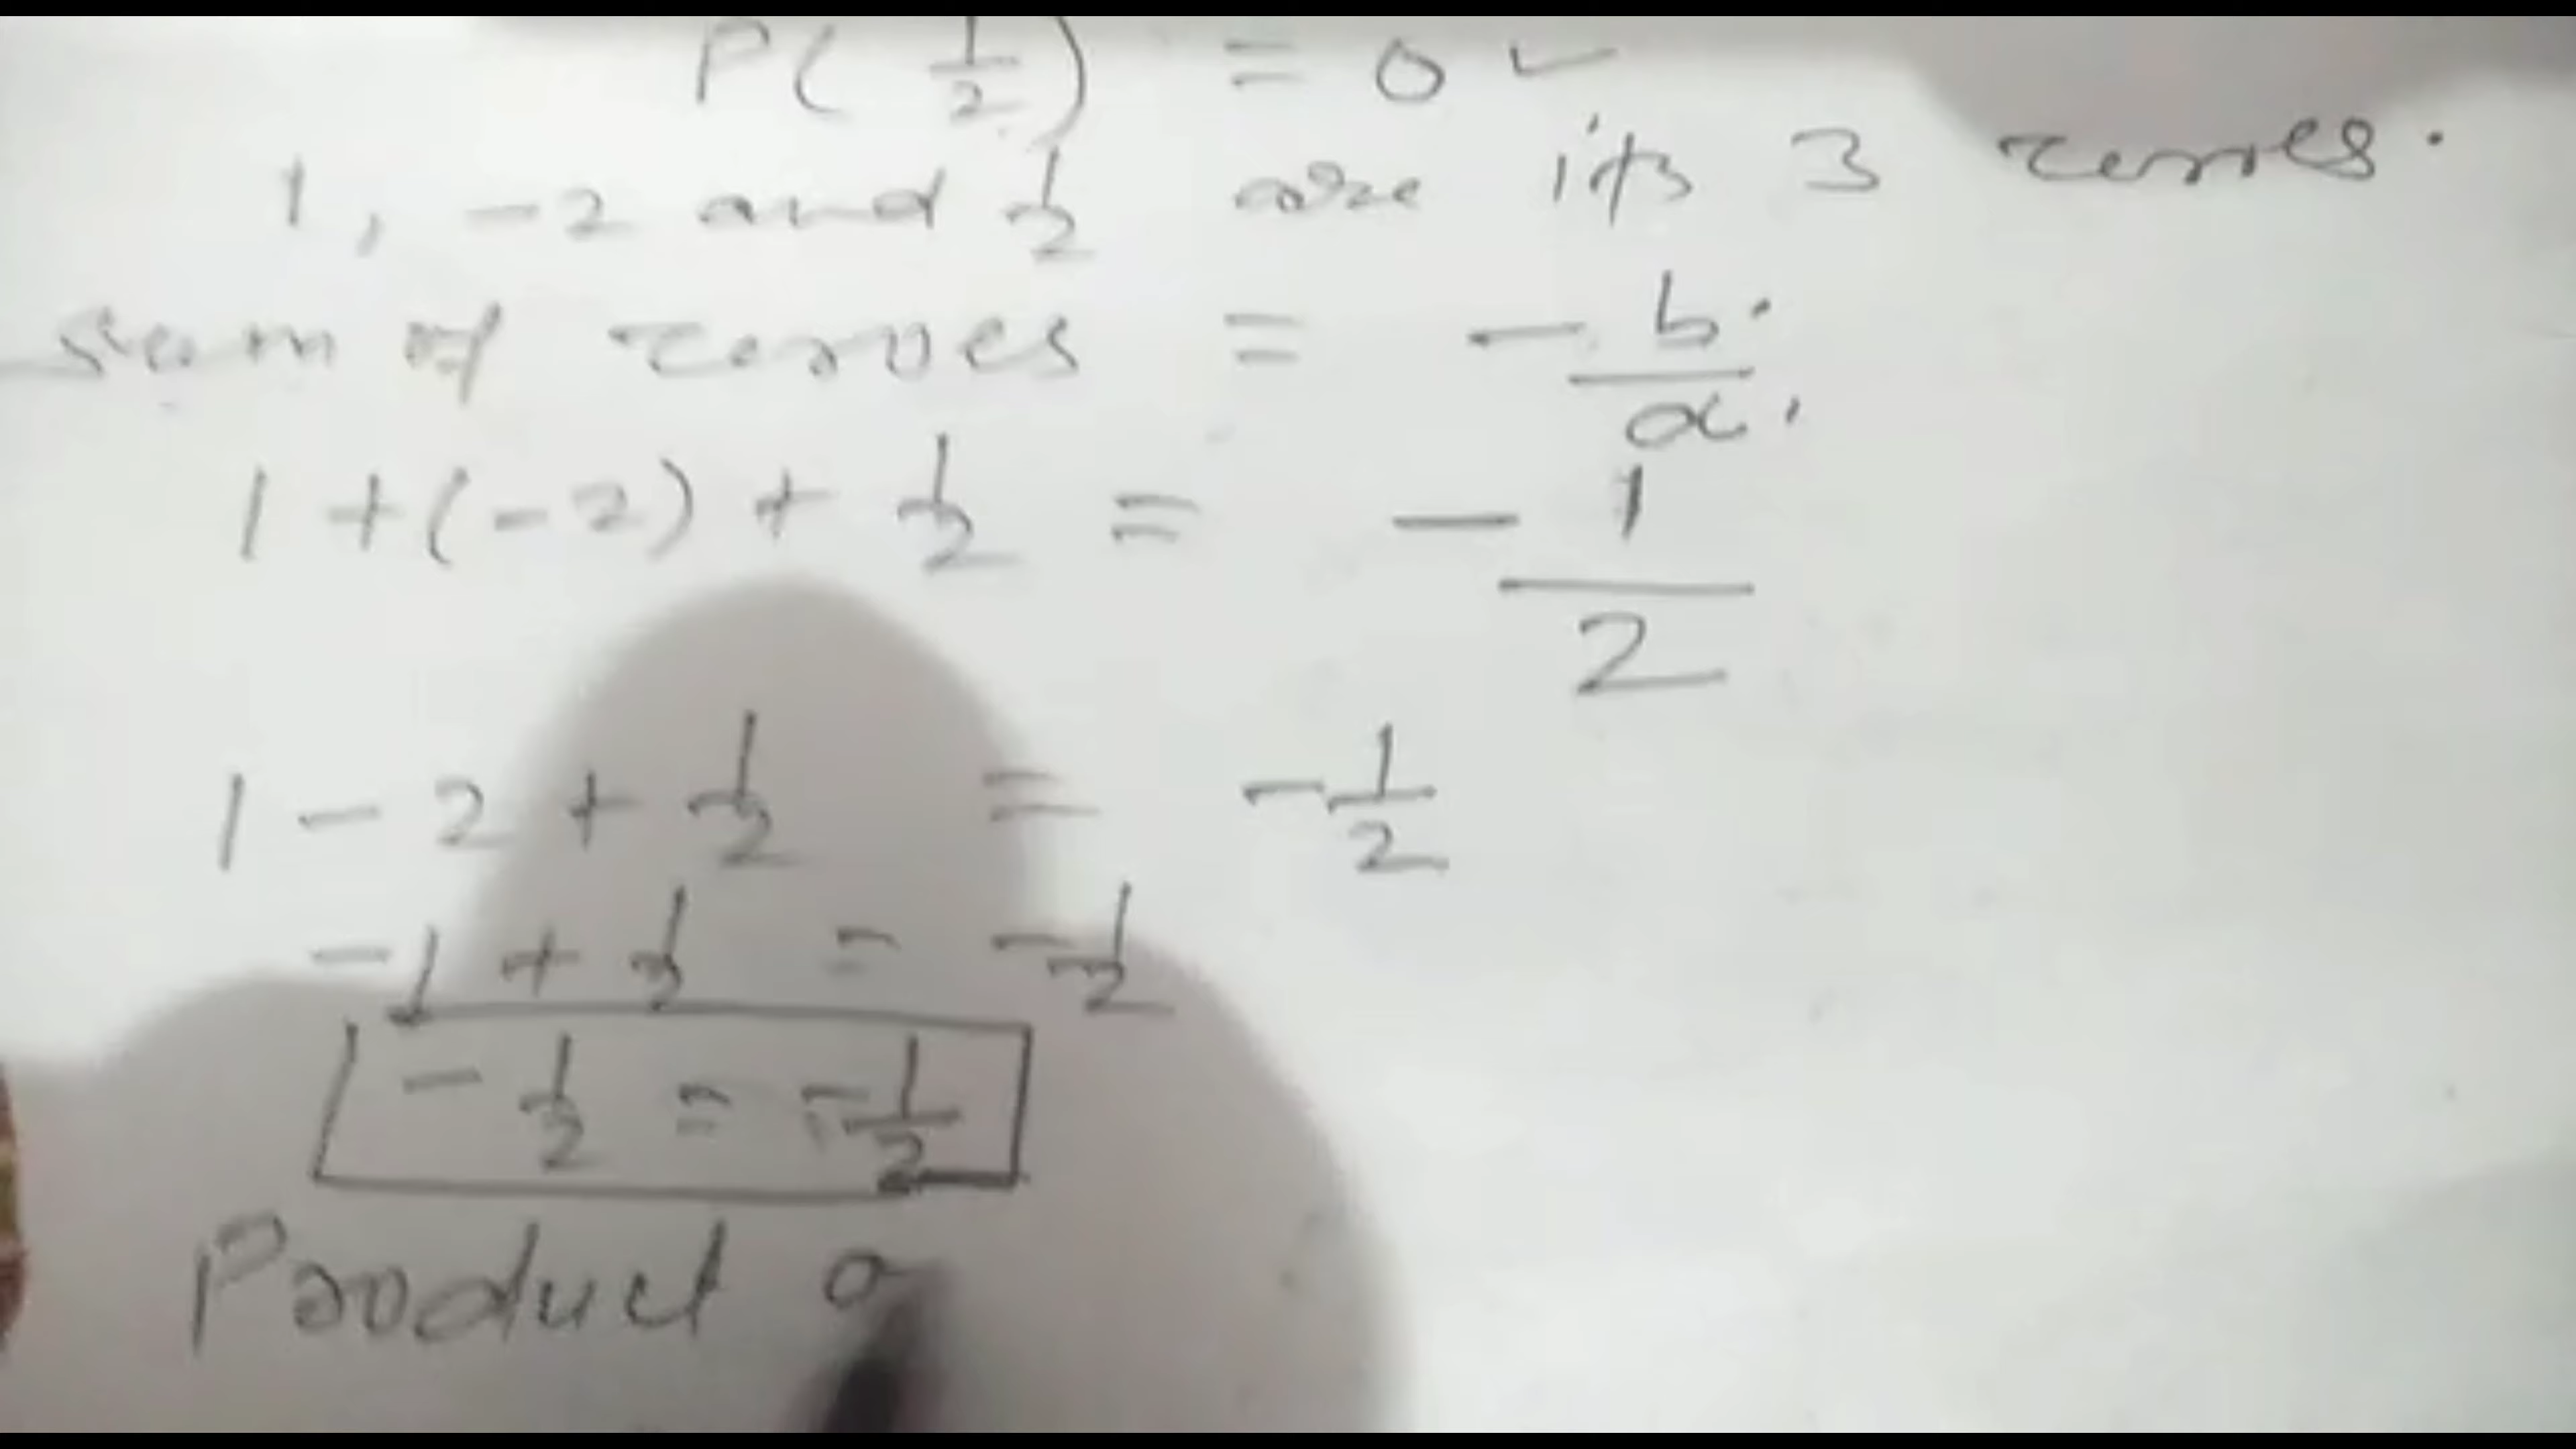 P(1/2) = 0 ✓
1, -2 and 1/2 are its 3 zeroes.
sum of zeroes = -b/a.
1 + (-2) + 1/2 = -1/2
1 - 2 + 1/2 = -1/2
-1 + 1/2 = -1/2
-1/2 = -1/2
Product o